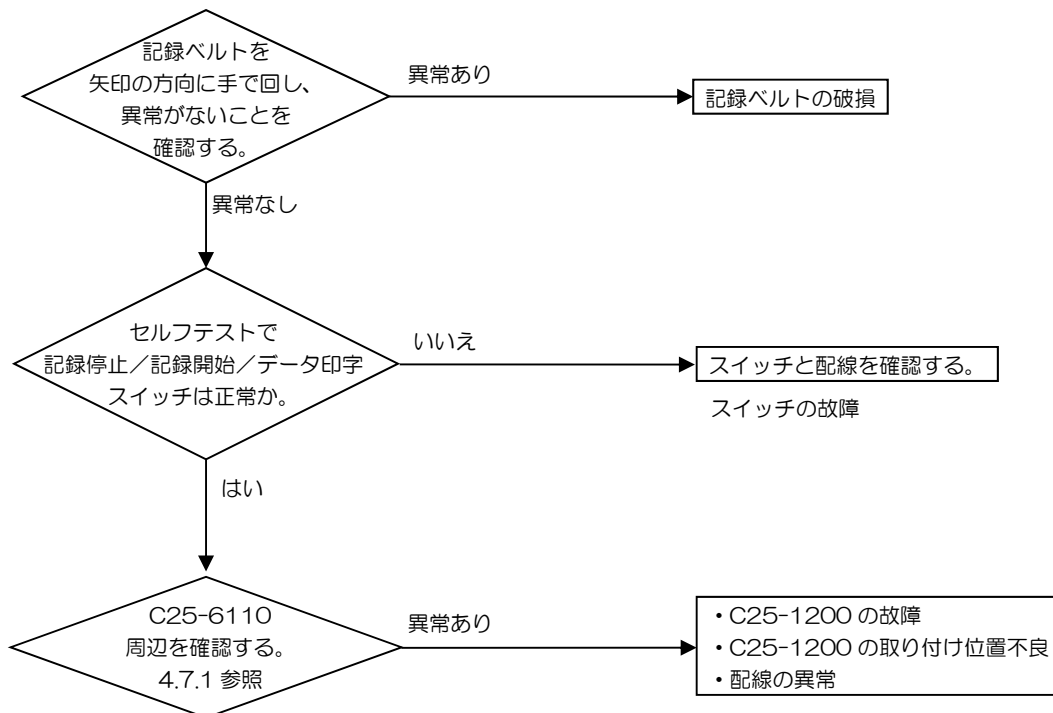 記録ベルトを
矢印の方向に手で回し、
異常がないことを
確認する。
異常あり
記録ベルトの破損
異常なし
セルフテストで
記録停止／記録開始／データ印字
スイッチは正常か。
いいえ
スイッチと配線を確認する。
スイッチの故障
はい
C25-6110
周辺を確認する。
4.7.1 参照
異常あり
・C25-1200 の故障
・C25-1200 の取り付け位置不良
・配線の異常